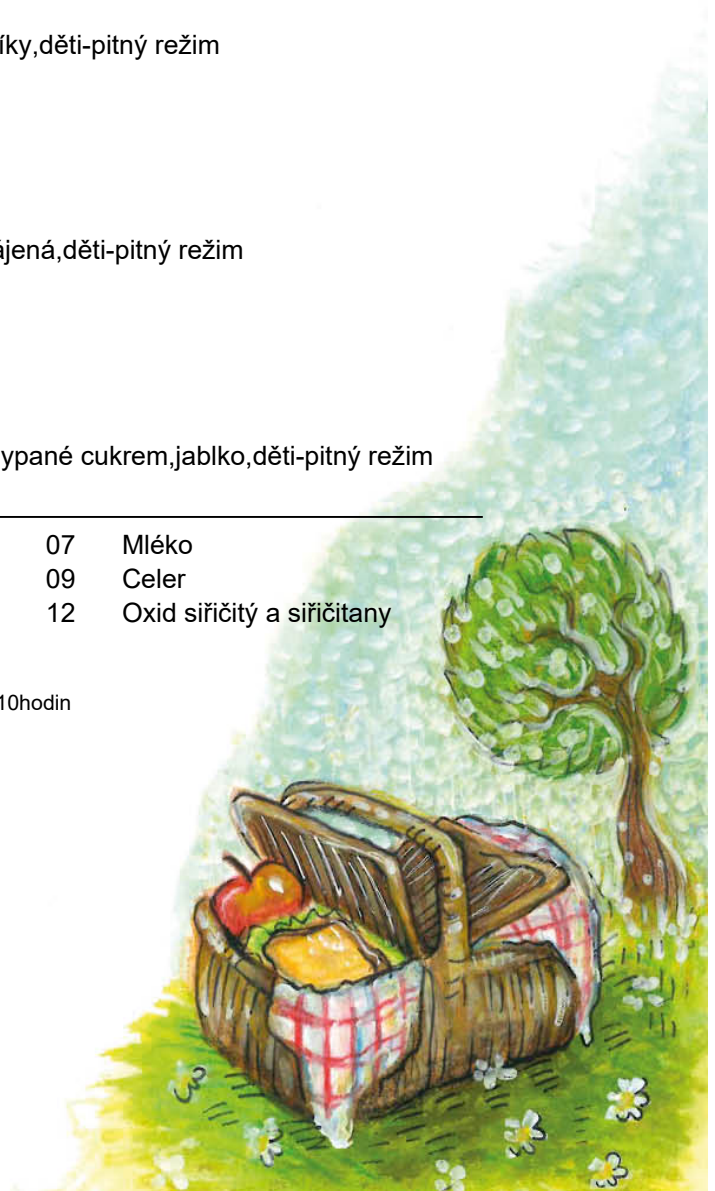 íky,děti-pitný režim
ájená,děti-pitný režim
ypané cukrem,jablko,děti-pitný režim
07 Mléko
09 Celer
12 Oxid siřičitý a siřičitany
10hodin